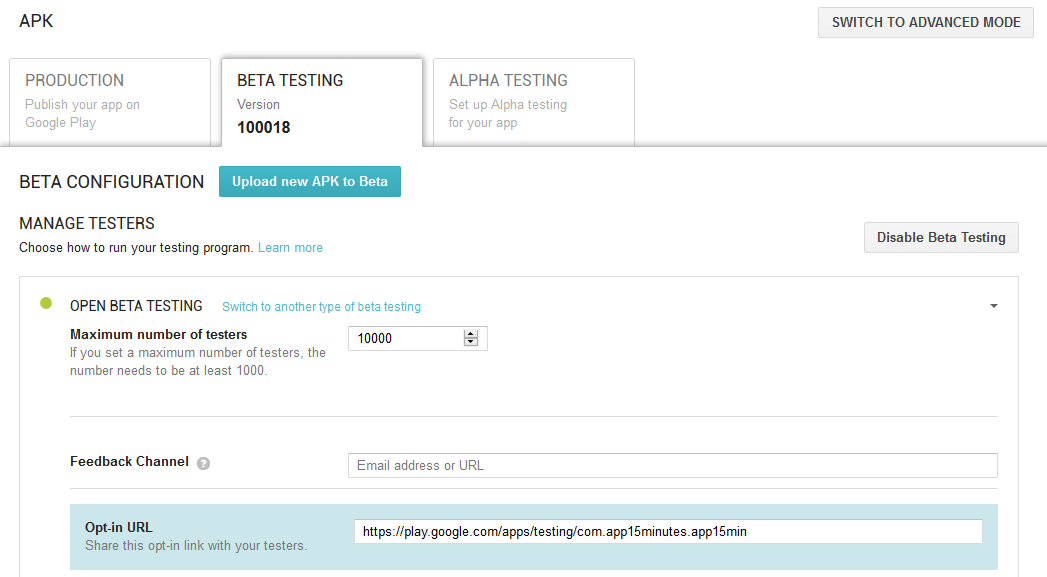 APK
SWITCH TO ADVANCED MODE
PRODUCTION
Publish your app on
Google Play
BETA TESTING
Version
100018
ALPHA TESTING
Set up Alpha testing
for your app
BETA CONFIGURATION
Upload new APK to Beta
MANAGE TESTERS
Choose how to run your testing program. Learn more
Disable Beta Testing
OPEN BETA TESTING Switch to another type of beta testing
Maximum number of testers
If you set a maximum number of testers, the
number needs to be at least 1000.
10000
Feedback Channel ?
Email address or URL
Opt-in URL
Share this opt-in link with your testers.
https://play.google.com/apps/testing/com.app15minutes.app15min